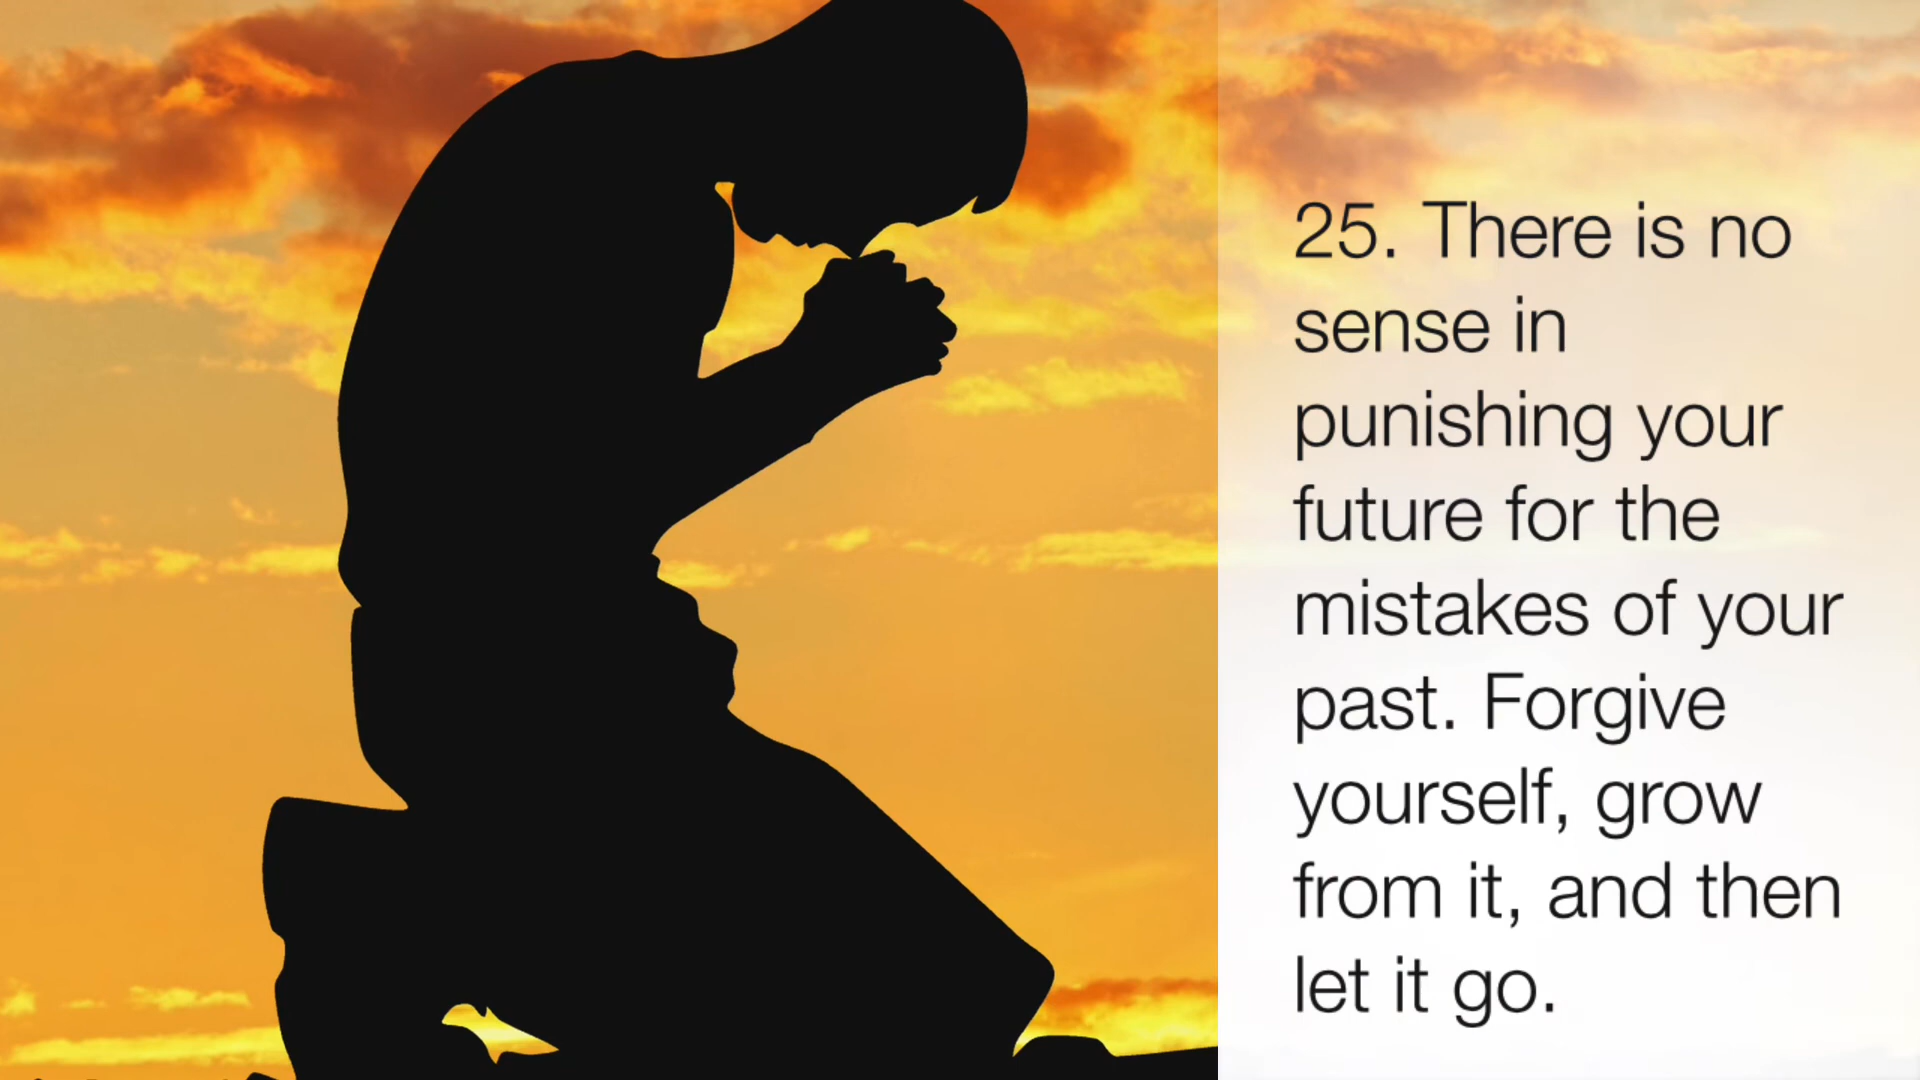 25. There is no
sense in
punishing your
future for the
mistakes of your
past. Forgive
yourself, grow
from it, and then
let it go.